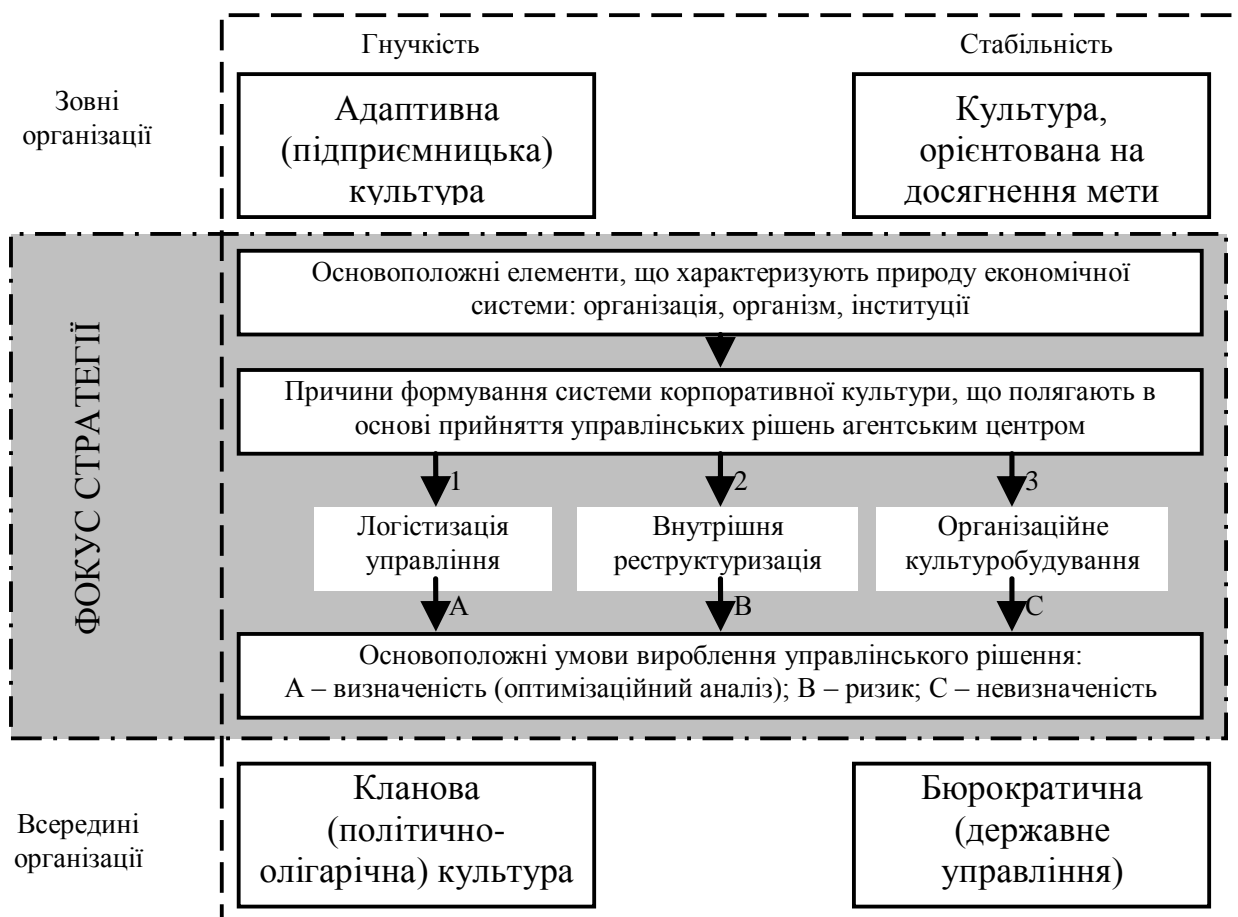 Гнучкість
Стабільність
Зовні
організації
Адаптивна
(підприємницька)
культура
Культура,
орієнтована на
досягнення мети
ФОКУС СТРАТЕГІЇ
Основоположні елементи, що характеризують природу економічної
системи: організація, організм, інституції
Причини формування системи корпоративної культури, що полягають в
основі прийняття управлінських рішень агентським центром
1
2
3
Логістизація
управління
Внутрішня
реструктуризація
Організаційне
культуробудування
А
В
С
Основоположні умови вироблення управлінського рішення:
А – визначеність (оптимізаційний аналіз); В – ризик; С – невизначеність
Всередині
організації
Кланова
(політично-
олігарічна) культура
Бюрократична
(державне
управління)